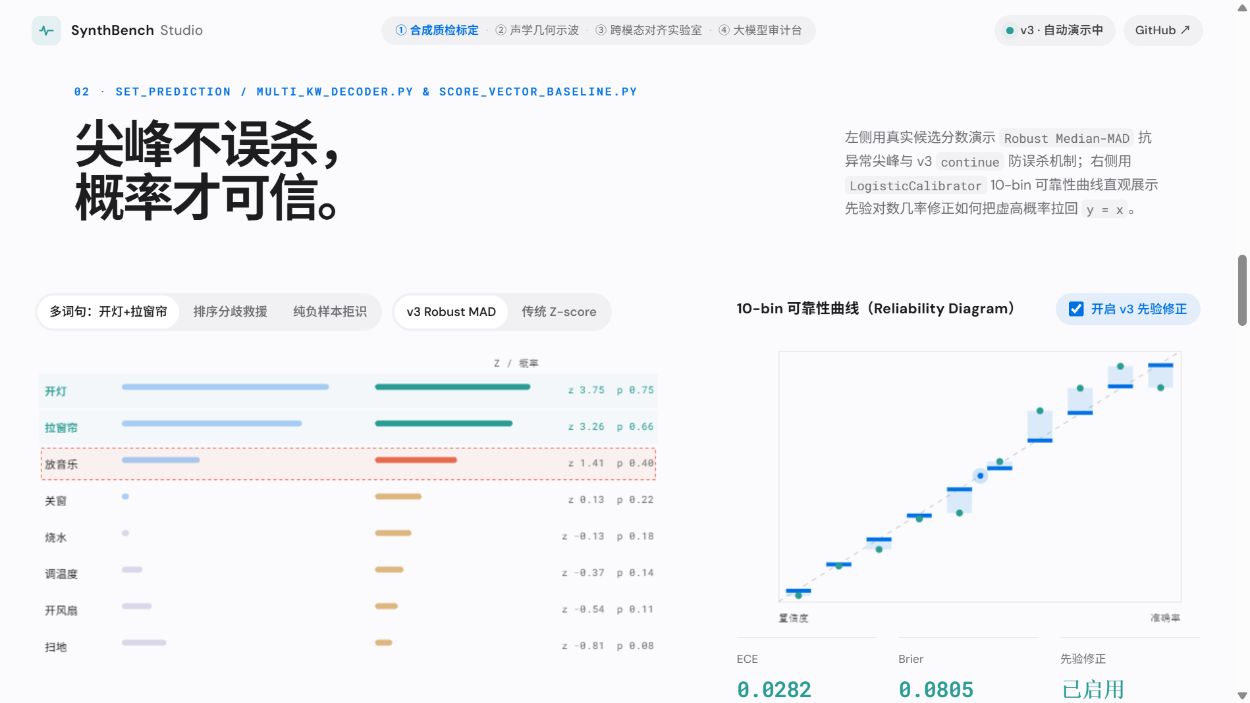 SynthBench Studio
① 合成质检标定 · ② 声学几何示波 · ③ 跨模态对齐实验室 · ④ 大模型审计台
v3 · 自动演示中
GitHub ↗
02 · SET_PREDICTION / MULTI_KW_DECODER.PY & SCORE_VECTOR_BASELINE.PY
尖峰不误杀，
概率才可信。
左侧用真实候选分数演示 Robust Median-MAD 抗
异常尖峰与 v3 continue 防误杀机制；右侧用
LogisticCalibrator 10-bin 可靠性曲线直观展示
先验对数几率修正如何把虚高概率拉回 y = x 。
多词句：开灯+拉窗帘 排序分歧救援 纯负样本拒识
v3 Robust MAD 传统 Z-score
Z / 概率
开灯 z 3.75 p 0.75
拉窗帘 z 3.26 p 0.66
放音乐 z 1.41 p 0.40
关窗 z 0.13 p 0.22
烧水 z -0.13 p 0.18
调温度 z -0.37 p 0.14
开风扇 z -0.54 p 0.11
扫地 z -0.81 p 0.08
10-bin 可靠性曲线（Reliability Diagram）
开启 v3 先验修正
置信度 准确率
ECE Brier 先验修正
0.0282 0.0805 已启用